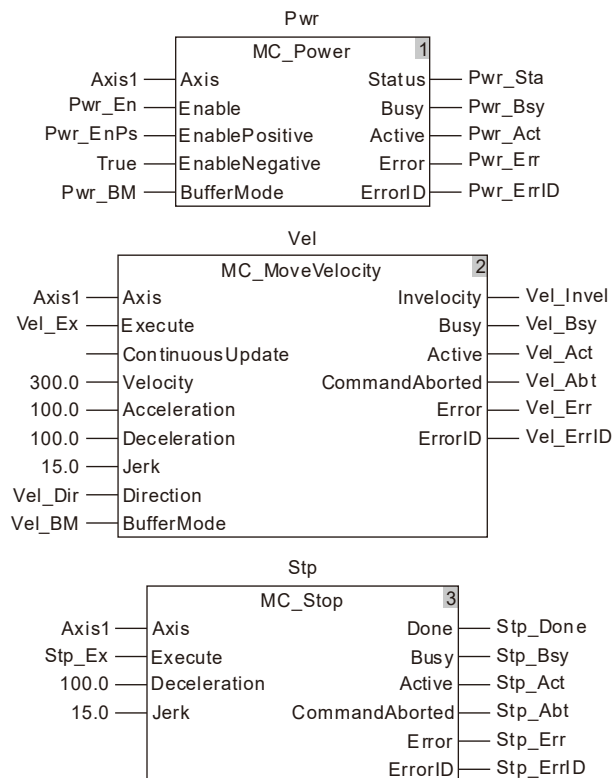 Pwr
MC_Power 1
Axis1 Axis Status Pwr_Sta
Pwr_En Enable Busy Pwr_Bsy
Pwr_EnPs EnablePositive Active Pwr_Act
True EnableNegative Error Pwr_Err
Pwr_BM BufferMode ErrorID Pwr_ErrID
Vel
MC_MoveVelocity 2
Axis1 Axis Invelocity Vel_Invel
Vel_Ex Execute Busy Vel_Bsy
ContinuousUpdate Active Vel_Act
300.0 Velocity CommandAborted Vel_Abt
100.0 Acceleration Error Vel_Err
100.0 Deceleration ErrorID Vel_ErrID
15.0 Jerk
Vel_Dir Direction
Vel_BM BufferMode
Stp
MC_Stop 3
Axis1 Axis Done Stp_Done
Stp_Ex Execute Busy Stp_Bsy
100.0 Deceleration Active Stp_Act
15.0 Jerk CommandAborted Stp_Abt
Error Stp_Err
ErrorID Stp_ErrID